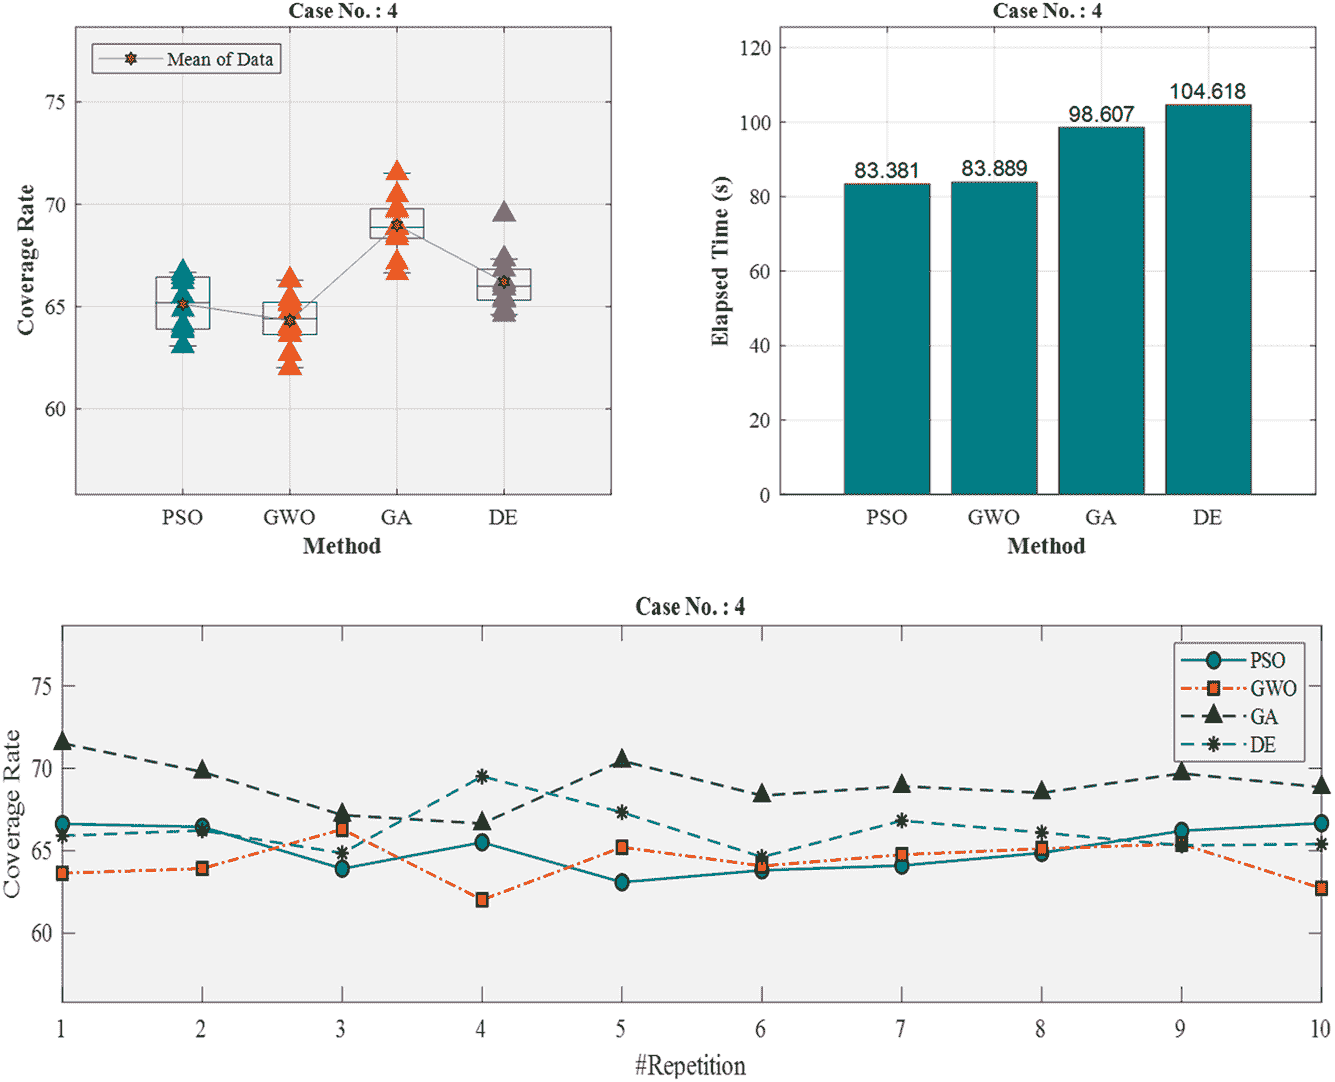 Case No. : 4
Mean of Data
75
70
65
60
Coverage Rate
PSO GWO GA DE
Method
Case No. : 4
120
100
80
60
40
20
0
Elapsed Time (s)
83.381
83.889
98.607
104.618
PSO GWO GA DE
Method
Case No. : 4
75
70
65
60
Coverage Rate
PSO
GWO
GA
DE
1 2 3 4 5 6 7 8 9 10
#Repetition